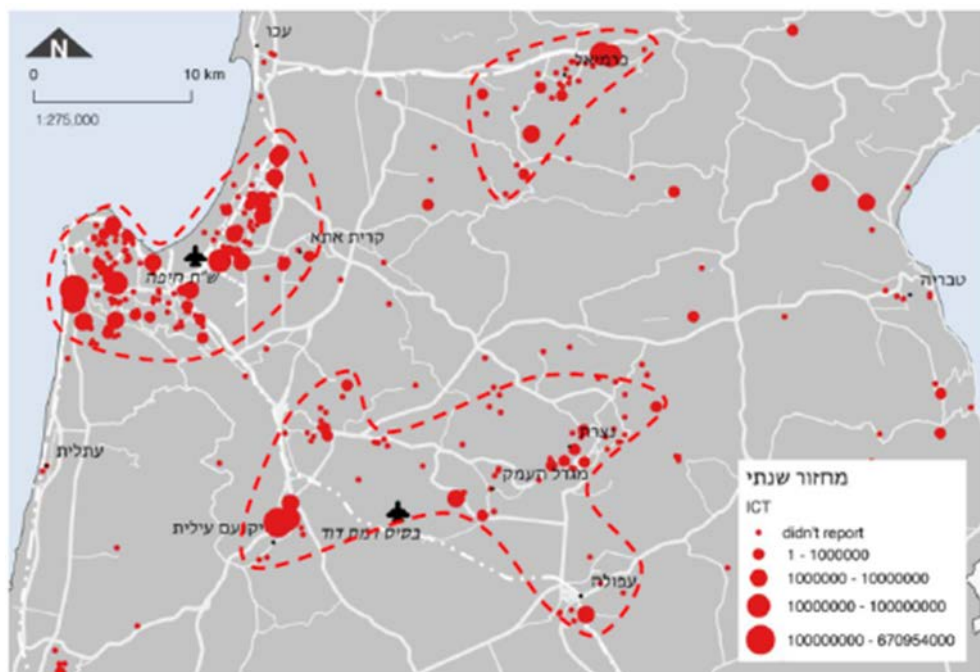 עכו
N
0 10 km
1:275,000
כרמיאל
קרית אתא
ש"ת חיפה
טבריה
עתלית
נצרת
מגדל העמק
בסיס רמת דוד
יקנעם עילית
עפולה
מחזור שנתי
ICT
didn't report
1 - 1000000
1000000 - 10000000
10000000 - 100000000
100000000 - 670954000